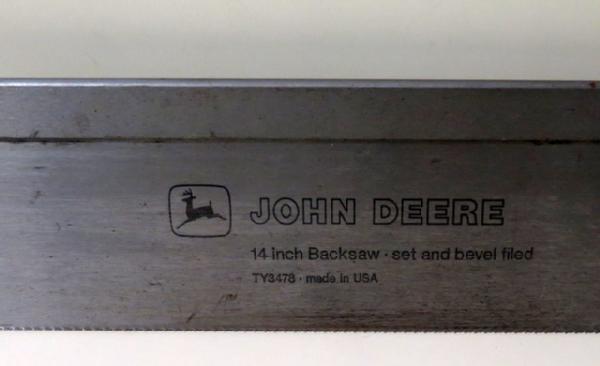 JOHN DEERE
14 inch Backsaw · set and bevel filed
TY3478 · made in USA